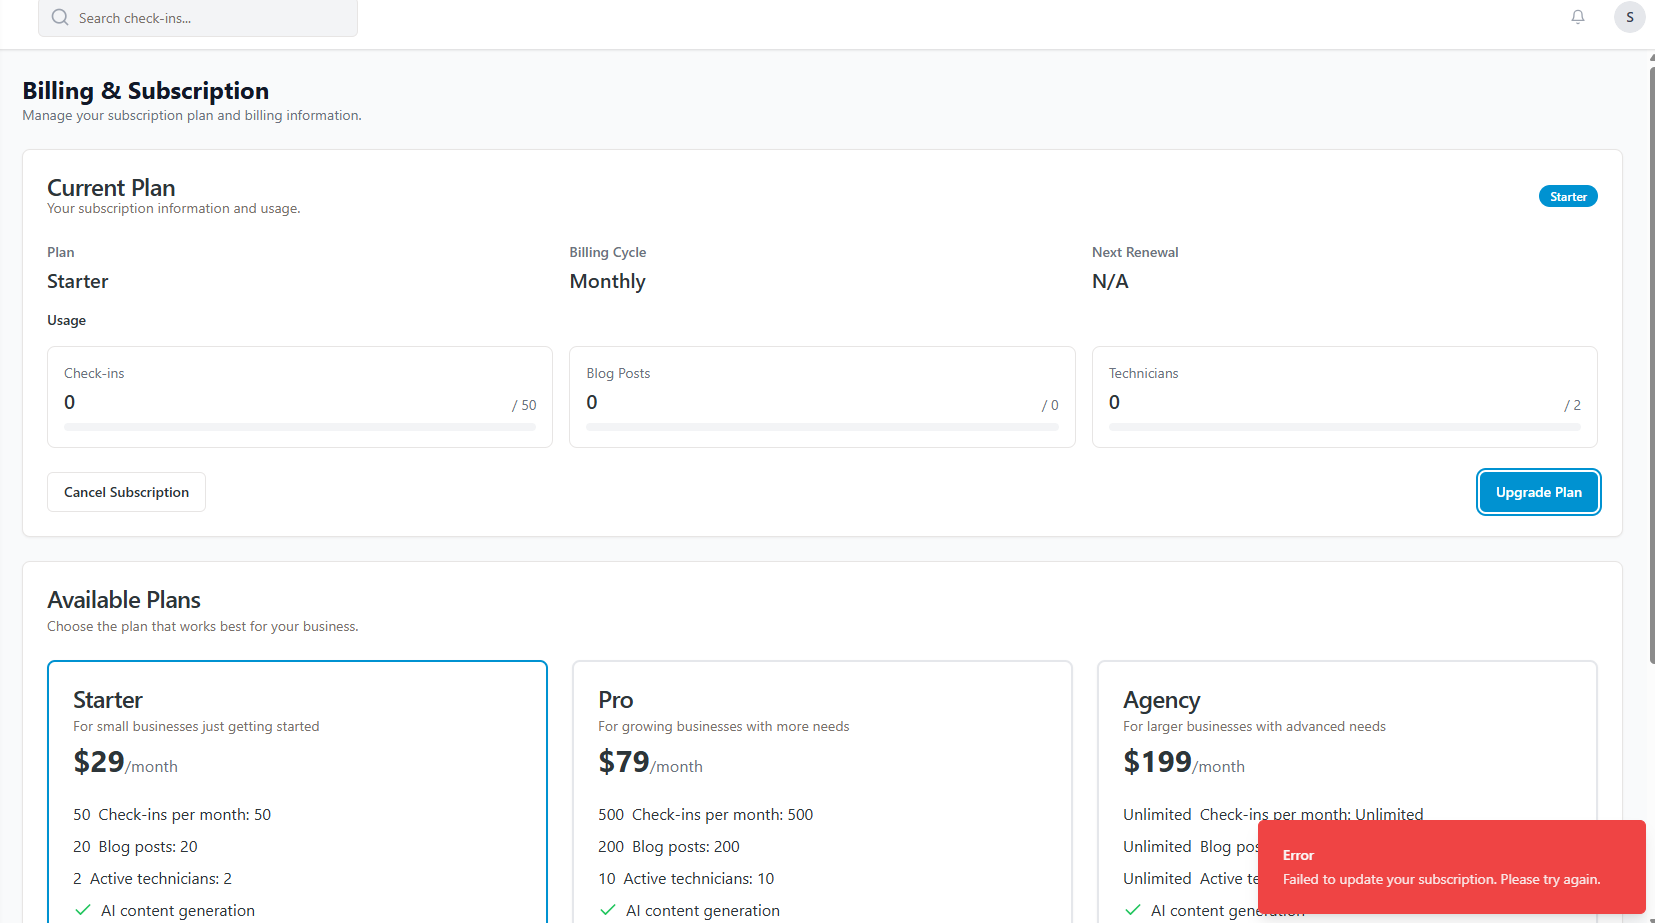 Search check-ins...
S
Billing & Subscription
Manage your subscription plan and billing information.
Current Plan
Your subscription information and usage.
Starter
Plan
Starter
Billing Cycle
Monthly
Next Renewal
N/A
Usage
Check-ins
0 / 50
Blog Posts
0 / 0
Technicians
0 / 2
Cancel Subscription
Upgrade Plan
Available Plans
Choose the plan that works best for your business.
Starter
For small businesses just getting started
$29/month
50 Check-ins per month: 50
20 Blog posts: 20
2 Active technicians: 2
AI content generation
Pro
For growing businesses with more needs
$79/month
500 Check-ins per month: 500
200 Blog posts: 200
10 Active technicians: 10
AI content generation
Agency
For larger businesses with advanced needs
$199/month
Unlimited Check-ins per month: Unlimited
Unlimited Blog
Unlimited Active
AI content
Error
Failed to update your subscription. Please try again.